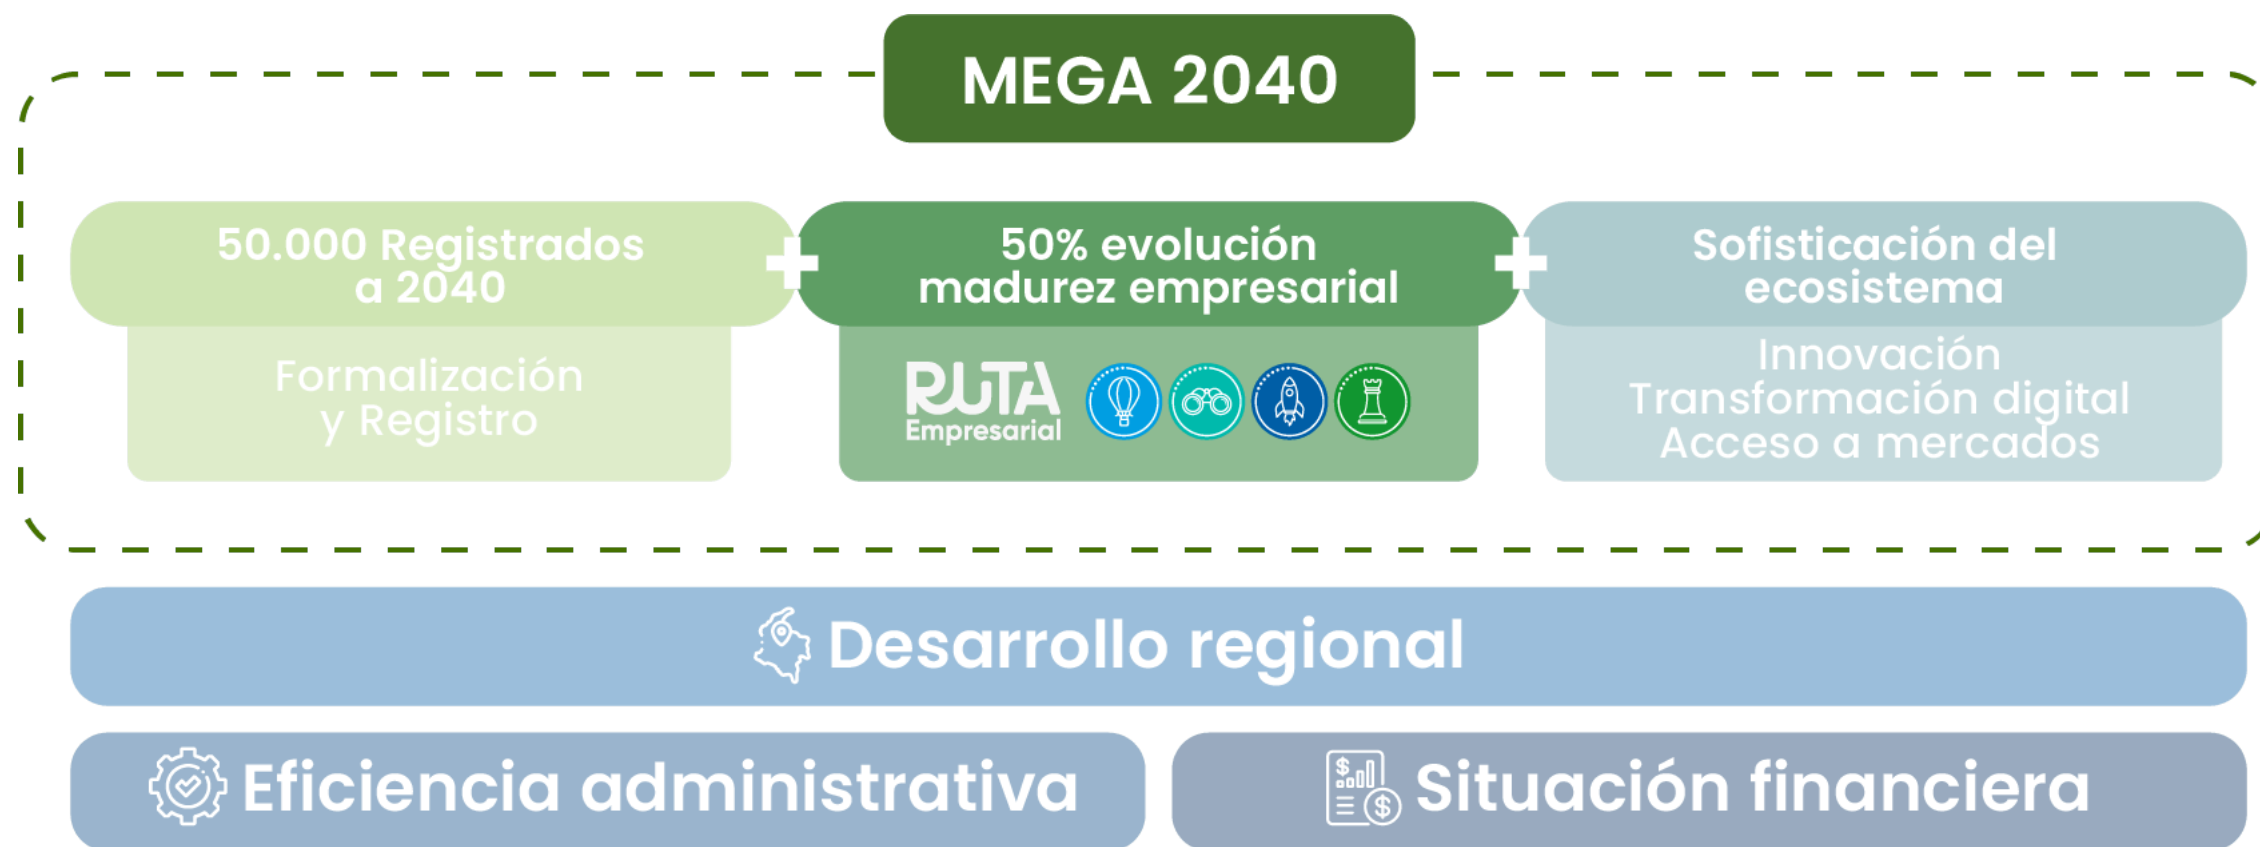 MEGA 2040
50.000 Registrados
a 2040
Formalización
y Registro
50% evolución
madurez empresarial
RUTA
Empresarial
Sofisticación del
ecosistema
Innovación
Transformación digital
Acceso a mercados
Desarrollo regional
Eficiencia administrativa
Situación financiera